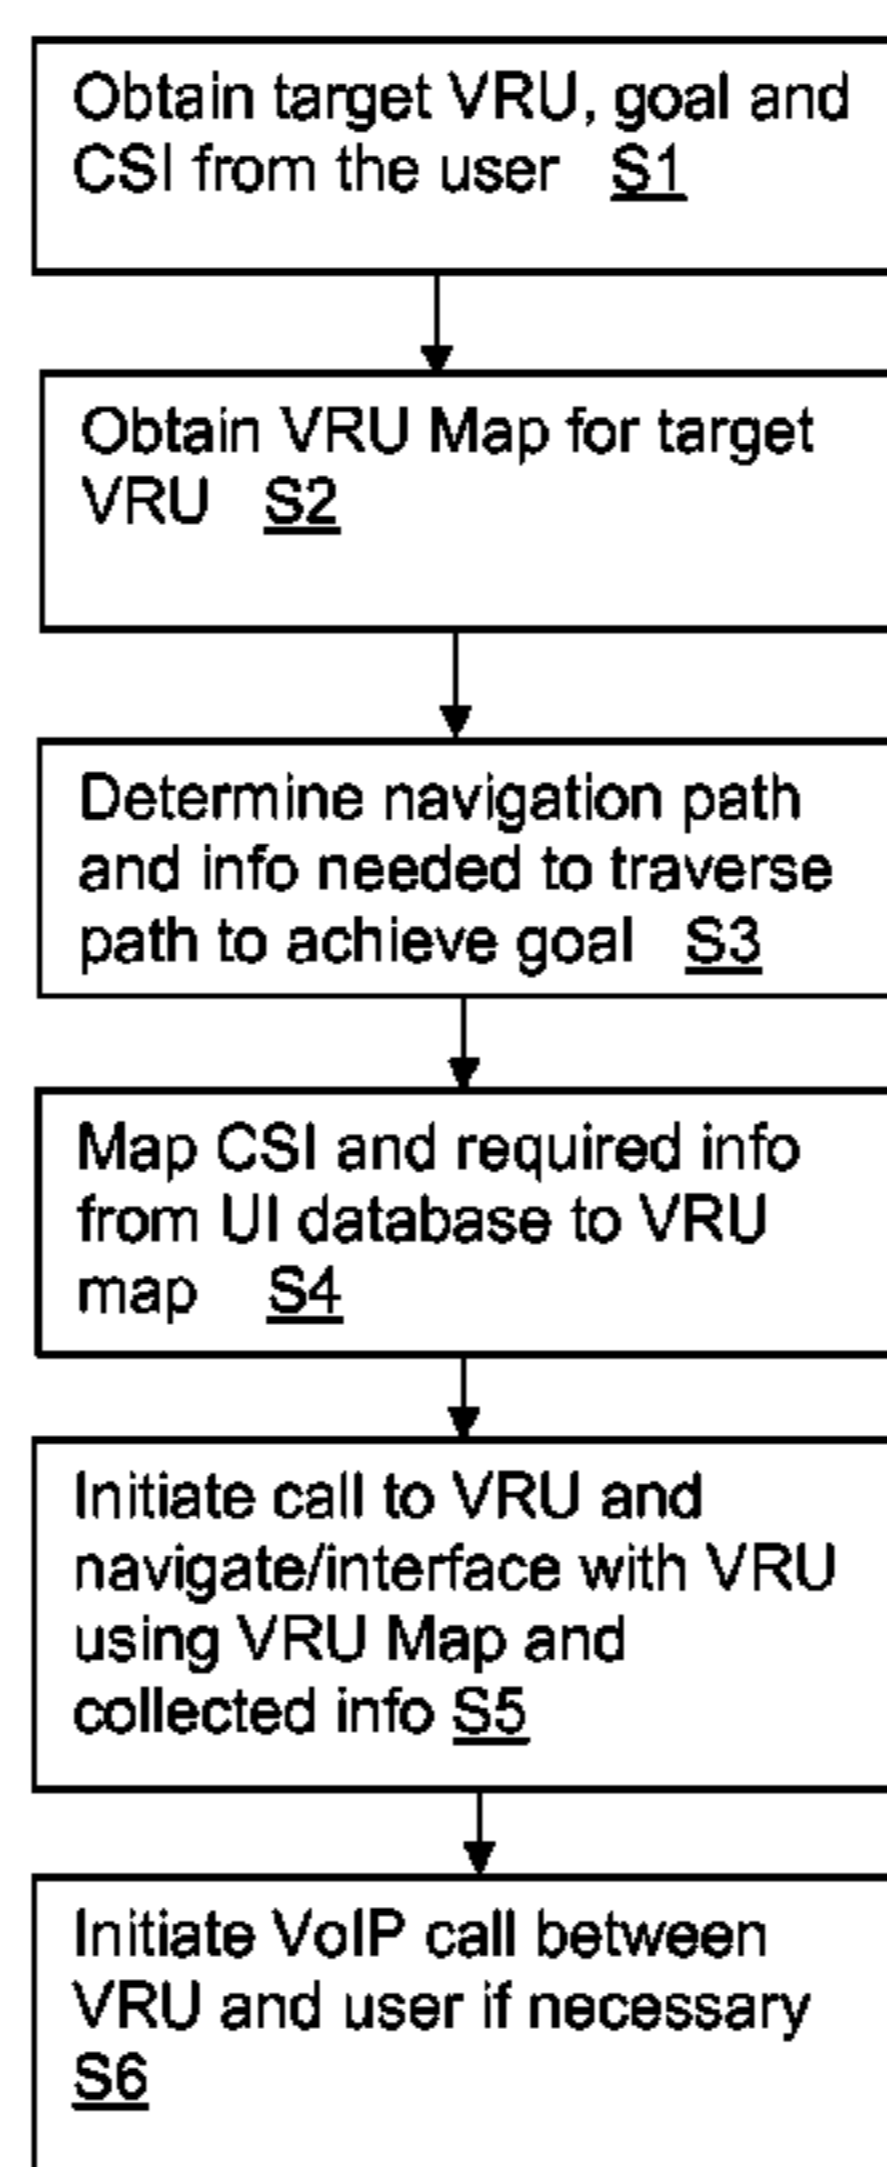 Obtain target VRU, goal and
CSI from the user S1
Obtain VRU Map for target
VRU S2
Determine navigation path
and info needed to traverse
path to achieve goal S3
Map CSI and required info
from UI database to VRU
map S4
Initiate call to VRU and
navigate/interface with VRU
using VRU Map and
collected info S5
Initiate VoIP call between
VRU and user if necessary
S6